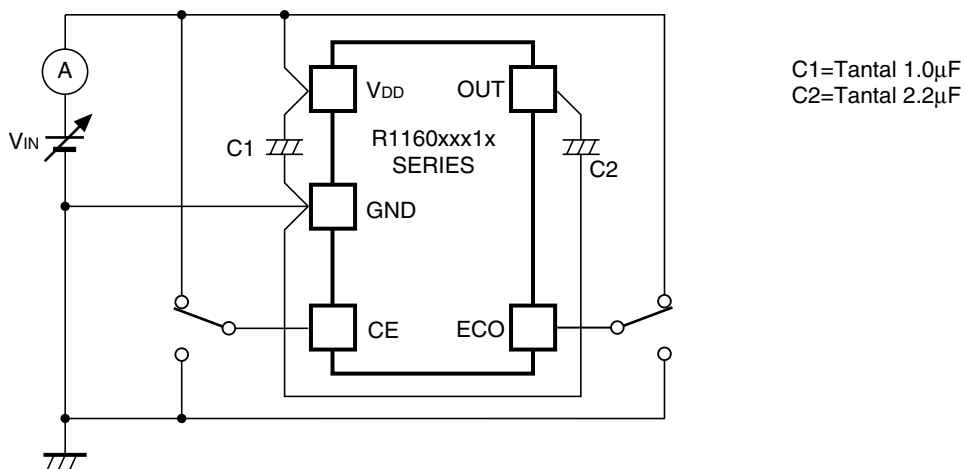 A
VDD
OUT
C1=Tantal 1.0μF
C2=Tantal 2.2μF
VIN
C1
R1160xxx1x
SERIES
C2
GND
CE
ECO